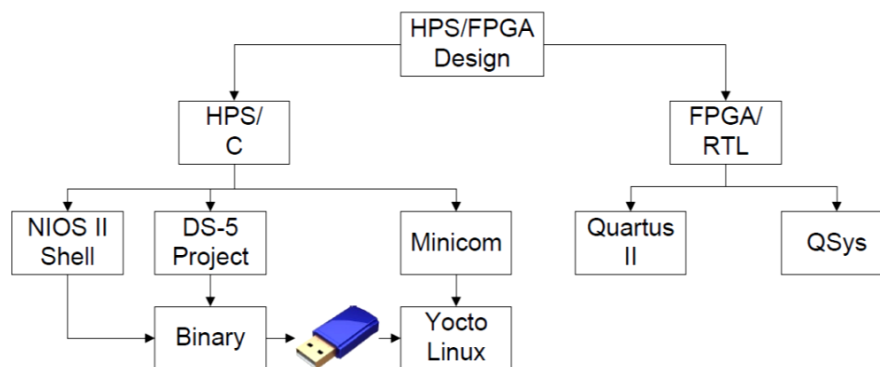 HPS/FPGA
Design
HPS/
C
FPGA/
RTL
NIOS II
Shell
DS-5
Project
Minicom
Quartus
II
QSys
Binary
Yocto
Linux